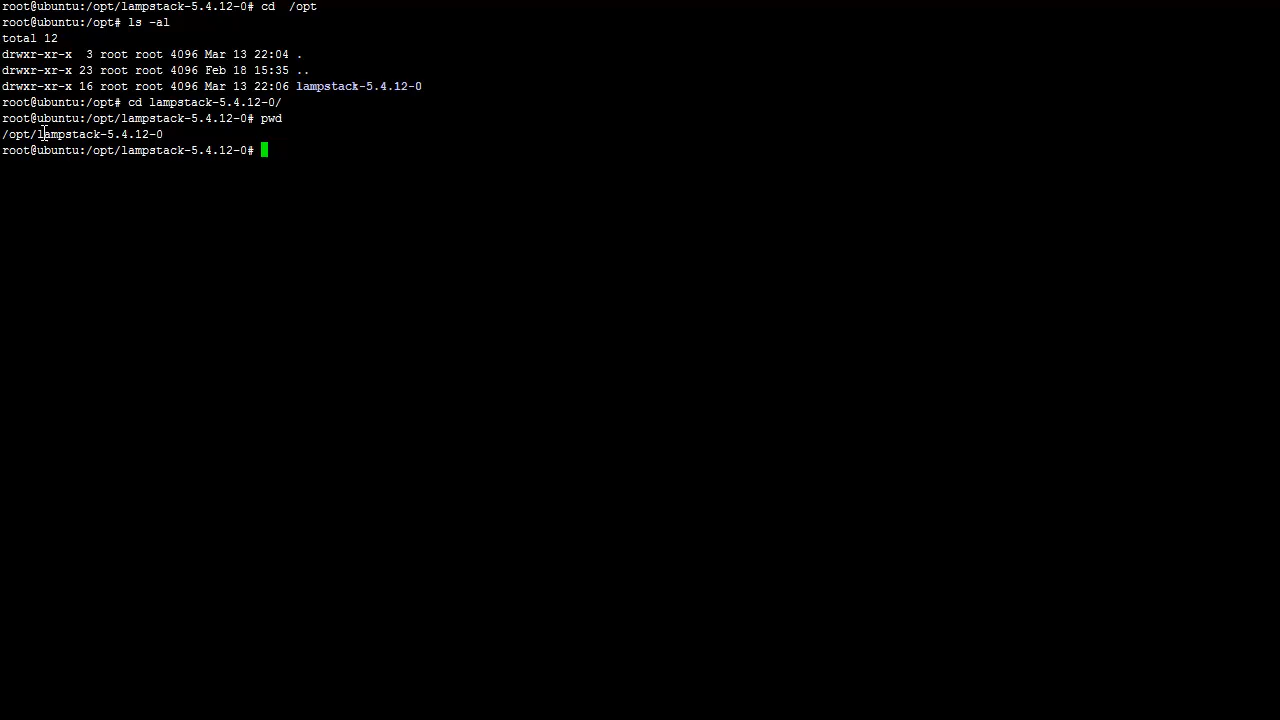 root@ubuntu:/opt/lampstack-5.4.12-0# cd  /opt
root@ubuntu:/opt# ls -al
total 12
drwxr-xr-x  3 root root 4096 Mar 13 22:04 .
drwxr-xr-x 23 root root 4096 Feb 18 15:35 ..
drwxr-xr-x 16 root root 4096 Mar 13 22:06 lampstack-5.4.12-0
root@ubuntu:/opt# cd lampstack-5.4.12-0/
root@ubuntu:/opt/lampstack-5.4.12-0# pwd
/opt/lampstack-5.4.12-0
root@ubuntu:/opt/lampstack-5.4.12-0#